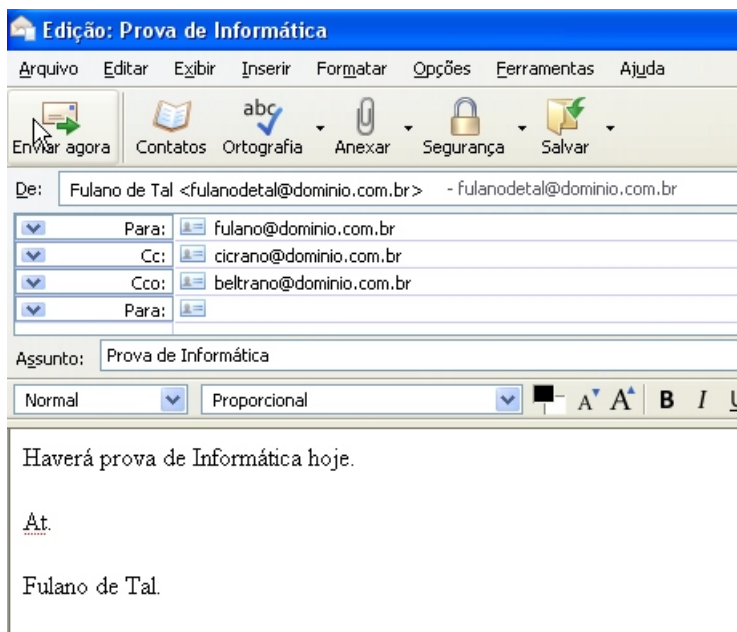 Edição: Prova de Informática
Arquivo Editar Exibir Inserir Formatar Opções Ferramentas Ajuda
abc
Enviar agora Contatos Ortografia Anexar Segurança Salvar
De: Fulano de Tal <fulanodetal@dominio.com.br> - fulanodetal@dominio.com.br
Para: fulano@dominio.com.br
Cc: cicrano@dominio.com.br
Cco: beltrano@dominio.com.br
Para:
Assunto: Prova de Informática
Normal Proporcional A A B I U
Haverá prova de Informática hoje.
At.
Fulano de Tal.